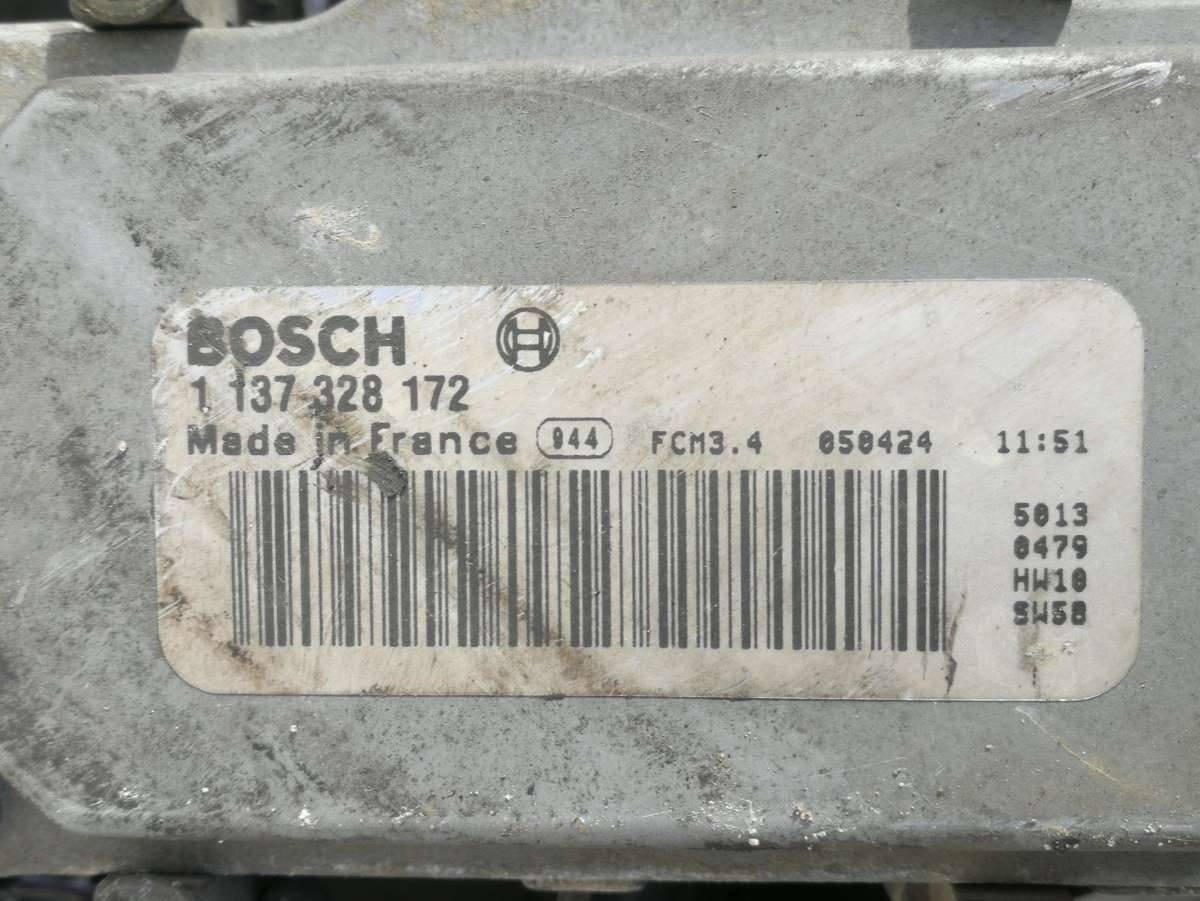 BOSCH
1 137 328 172
Made in France 944 FCM3.4 050424 11:51
5013
0479
HW10
SW58